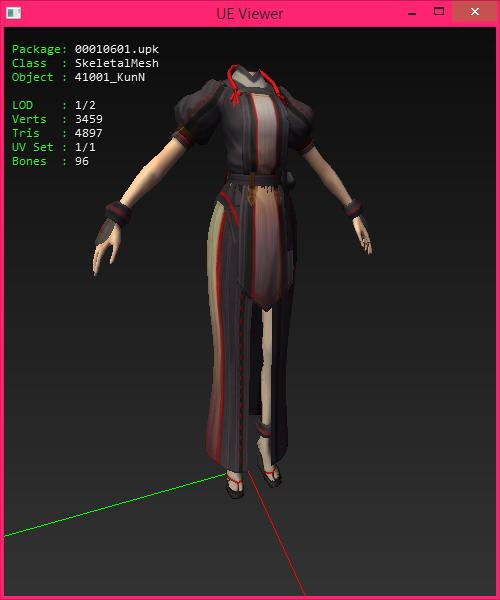 UE Viewer
Package: 00010601.upk
Class : SkeletalMesh
Object : 41001_KunN
LOD : 1/2
Verts : 3459
Tris : 4897
UV Set : 1/1
Bones : 96